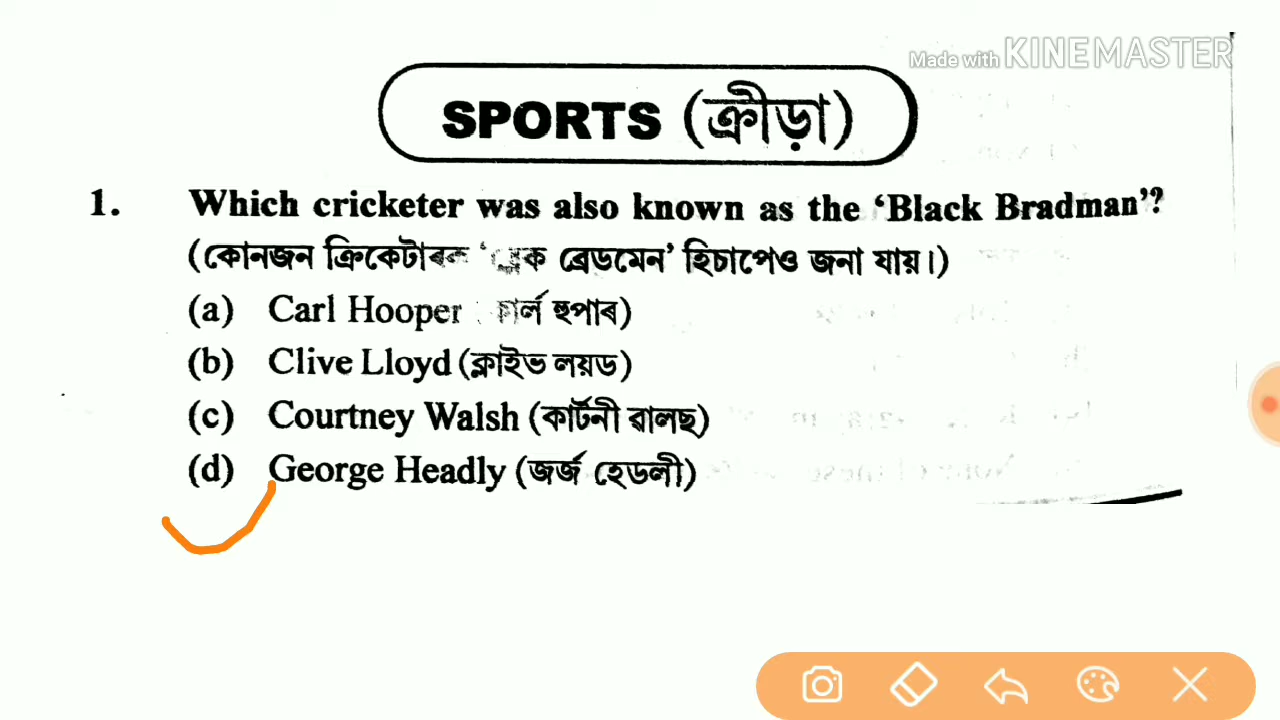 Made with KINEMASTER
SPORTS (ক্ৰীড়া)
1. Which cricketer was also known as the ‘Black Bradman’?
(কোনজন ক্ৰিকেটাৰক ‘ ব্ৰেডমেন’ হিচাপেও জনা যায়।)
(a) Carl Hooper হুপাৰ)
(b) Clive Lloyd (ক্লাইভ লয়ড)
(c) Courtney Walsh (কাৰ্টনী ৱালছ)
(d) George Headly (জৰ্জ হেডলী)